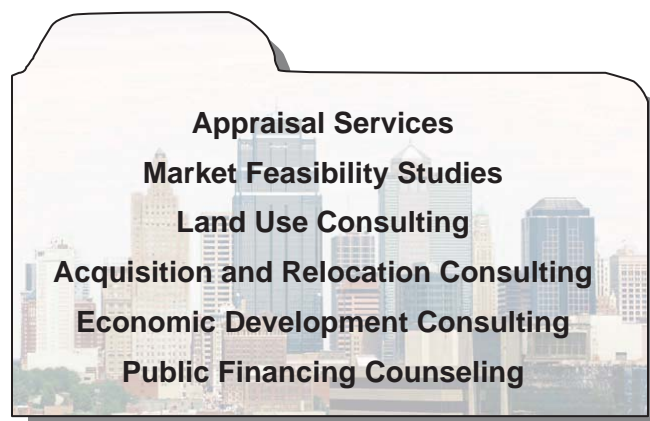 Appraisal Services
Market Feasibility Studies
Land Use Consulting
Acquisition and Relocation Consulting
Economic Development Consulting
Public Financing Counseling